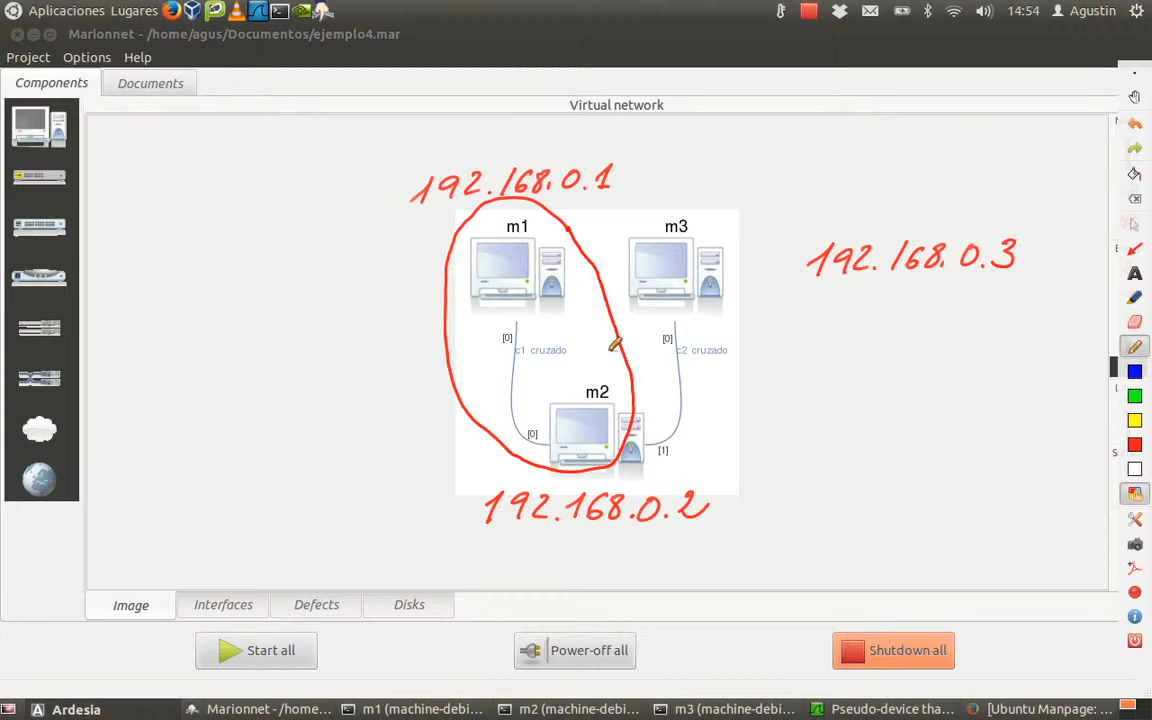 Aplicaciones Lugares
14:54 Agustin
Marionnet - /home/agus/Documentos/ejemplo4.mar
Project Options Help
Components Documents
Virtual network
192.168.0.1
m1 m3
192.168.0.3
[0] [0]
c1 cruzado c2 cruzado
m2
[0] [1]
192.168.0.2
Image Interfaces Defects Disks
Start all Power-off all Shutdown all
Ardesia Marionnet - /home... m1 (machine-debi... m2 (machine-debi... m3 (machine-debi... Pseudo-device tha... [Ubuntu Manpage: ...